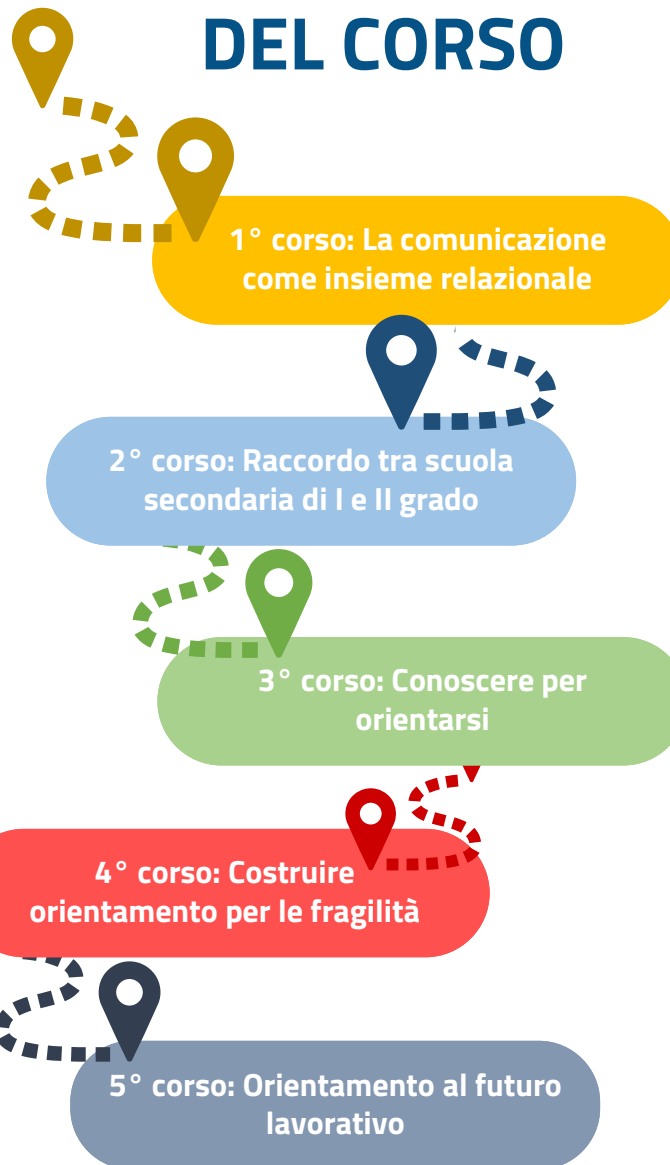 DEL CORSO
1° corso: La comunicazione
come insieme relazionale
2° corso: Raccordo tra scuola
secondaria di I e II grado
3° corso: Conoscere per
orientarsi
4° corso: Costruire
orientamento per le fragilità
5° corso: Orientamento al futuro
lavorativo